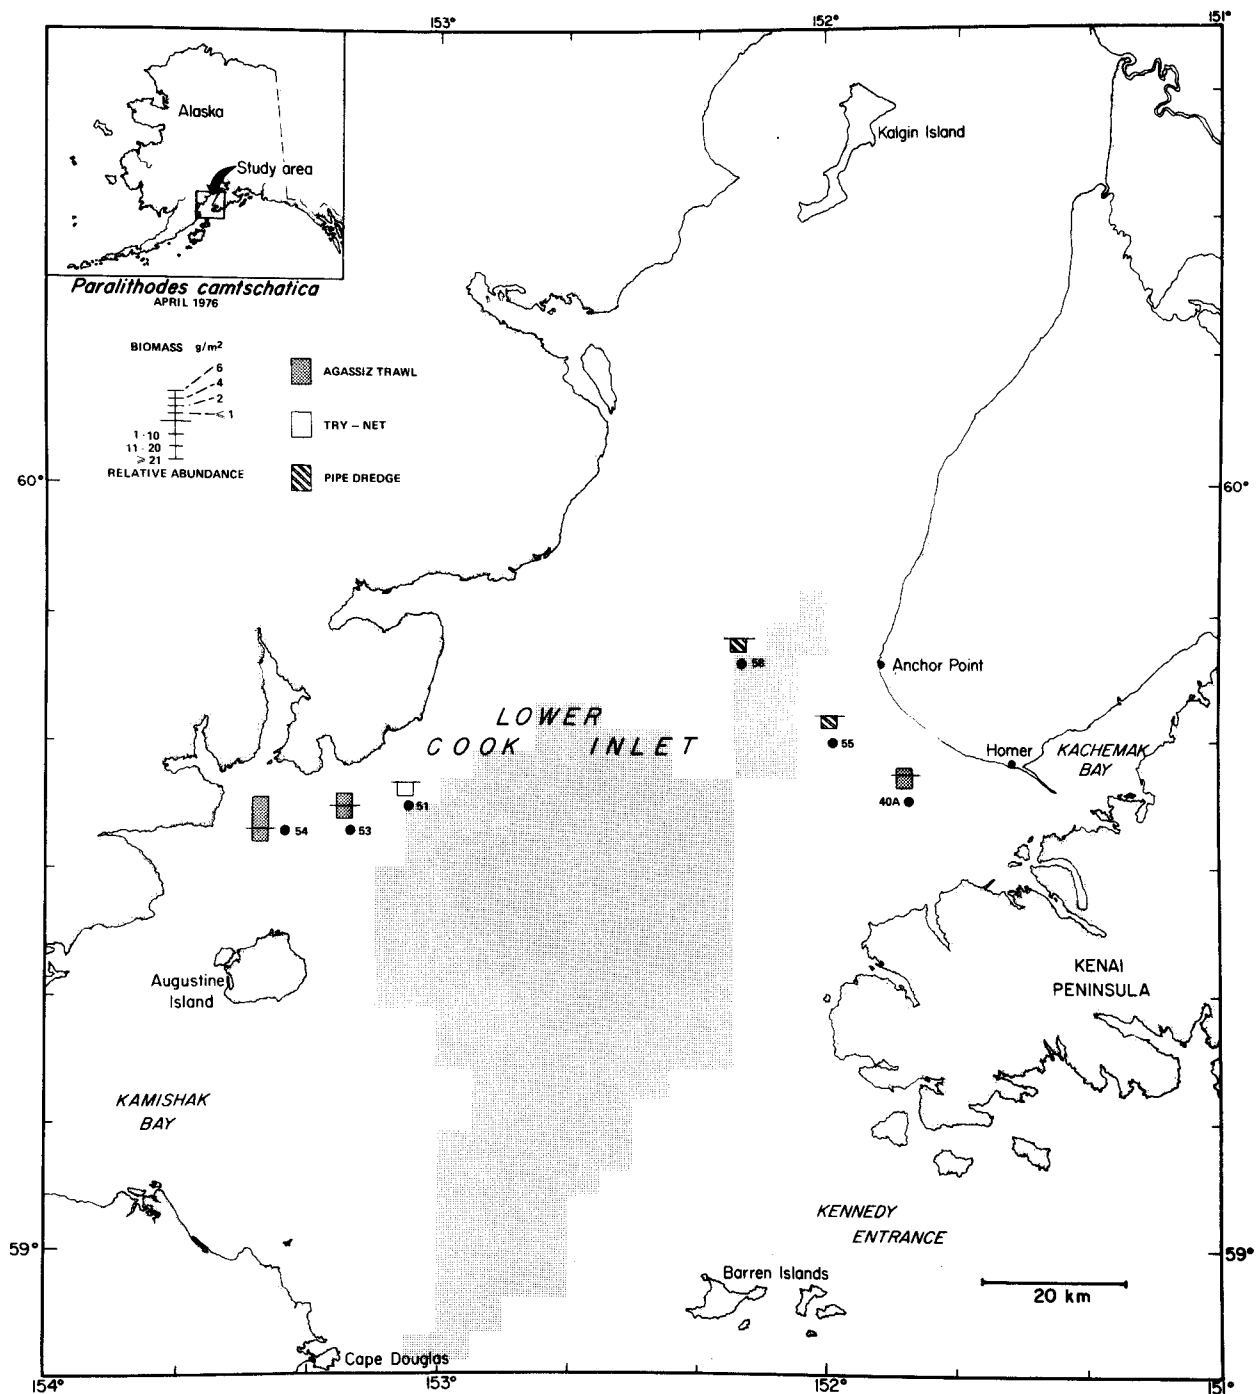 153°
152°
151°
Alaska
Study area
Kalgin Island
Paralithodes camtschatica
APRIL 1976
BIOMASS g/m²
6
4
2
⩽ 1
1-10
11-20
⩾ 21
RELATIVE ABUNDANCE
AGASSIZ TRAWL
TRY – NET
PIPE DREDGE
60°
60°
56
Anchor Point
LOWER
COOK INLET
55
Homer
KACHEMAK
BAY
40A
51
54
53
Augustine
Island
KENAI
PENINSULA
KAMISHAK
BAY
KENNEDY
ENTRANCE
59°
59°
Barren Islands
20 km
Cape Douglas
154°
153°
152°
151°